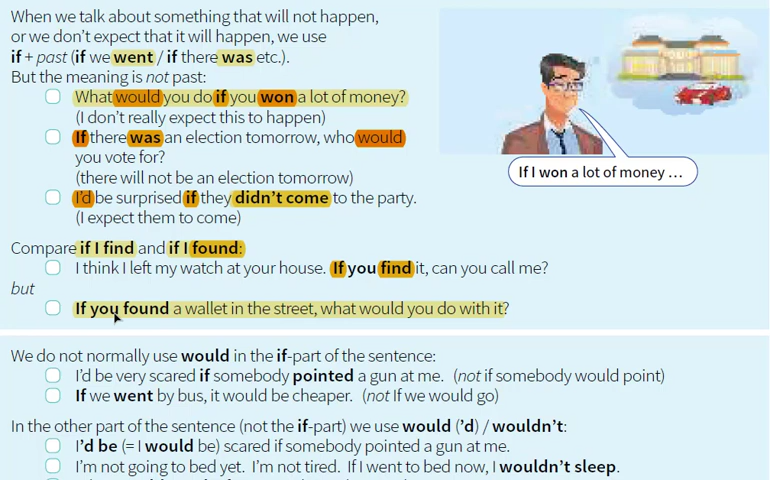 When we talk about something that will not happen,
or we don't expect that it will happen, we use
if + past (if we went / if there was etc.).
But the meaning is not past:
What would you do if you won a lot of money?
(I don't really expect this to happen)
If there was an election tomorrow, who would
you vote for?
(there will not be an election tomorrow)
I'd be surprised if they didn't come to the party.
(I expect them to come)
If I won a lot of money ...
Compare if I find and if I found:
I think I left my watch at your house. If you find it, can you call me?
but
If you found a wallet in the street, what would you do with it?
We do not normally use would in the if-part of the sentence:
I'd be very scared if somebody pointed a gun at me. (not if somebody would point)
If we went by bus, it would be cheaper. (not If we would go)
In the other part of the sentence (not the if-part) we use would ('d) / wouldn't:
I'd be (= I would be) scared if somebody pointed a gun at me.
I'm not going to bed yet. I'm not tired. If I went to bed now, I wouldn't sleep.